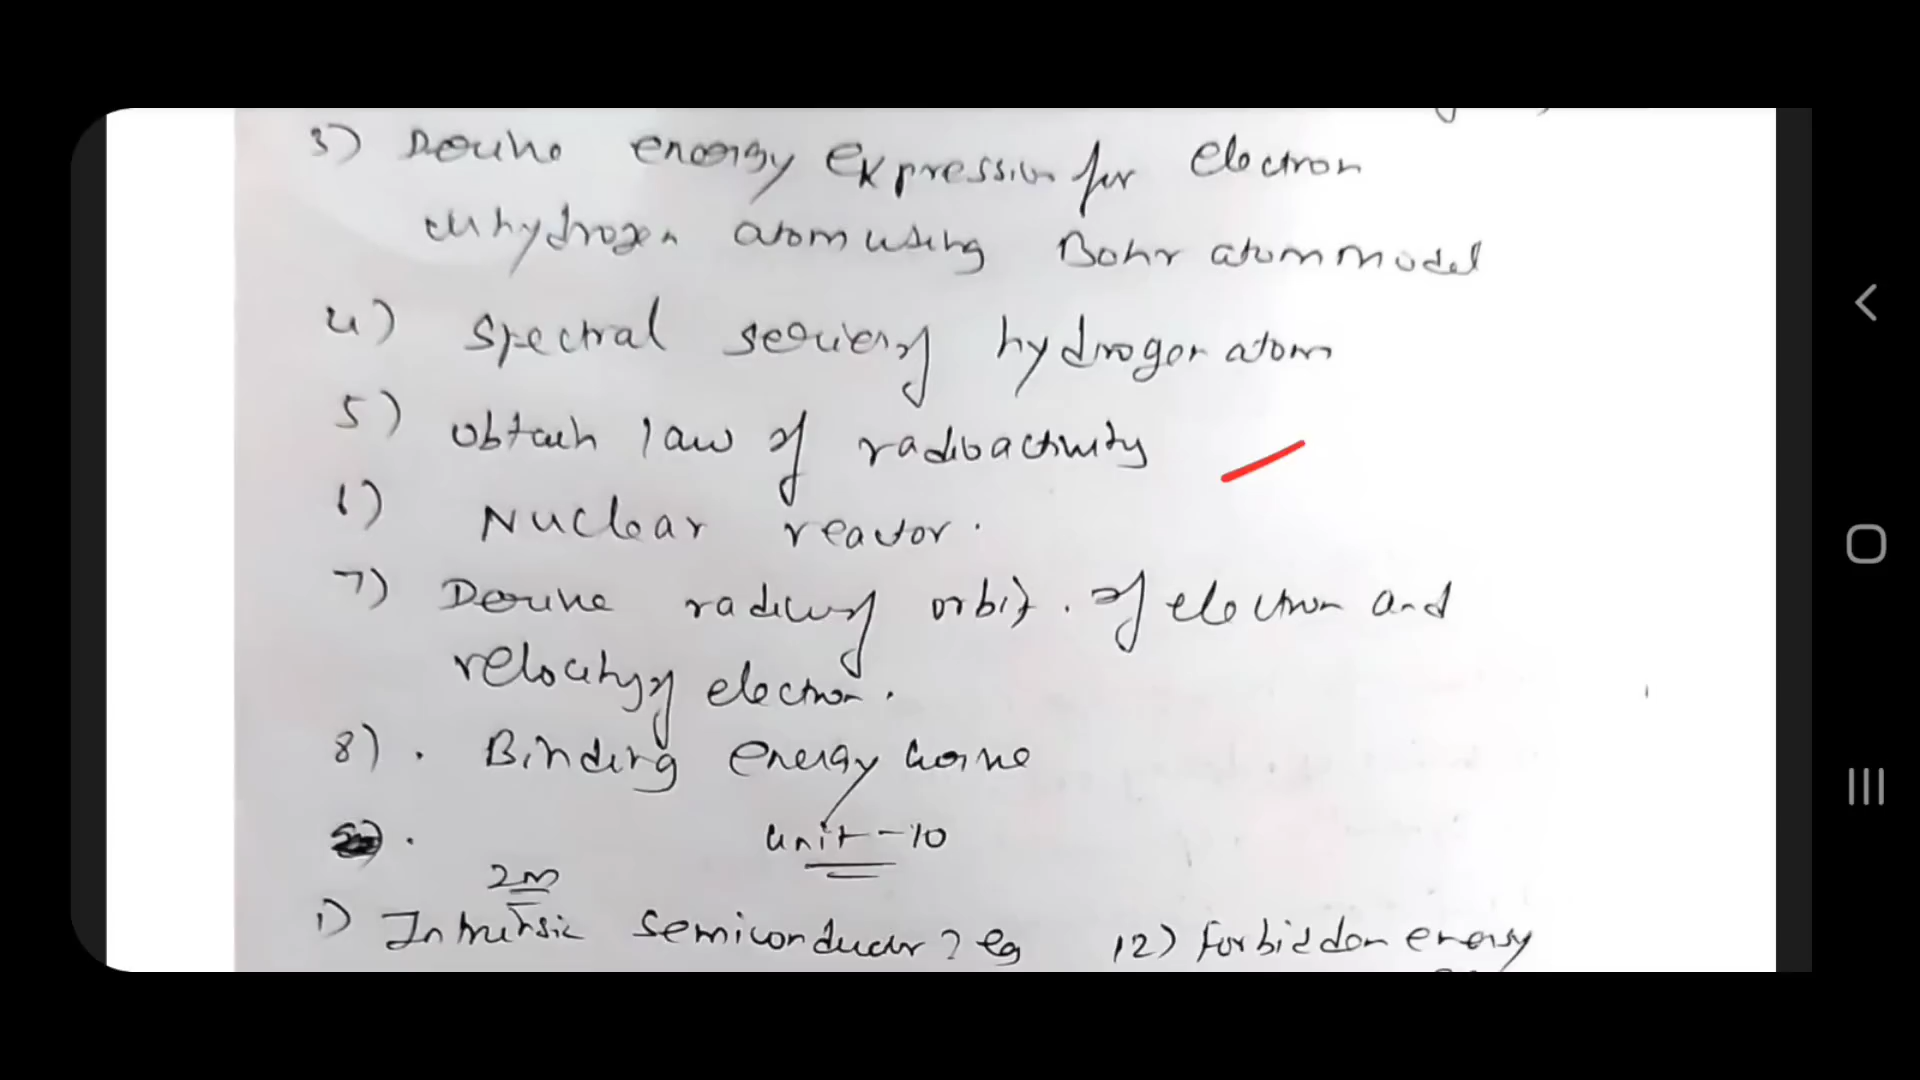 3) Derive energy expression for electron
in hydrogen atom using Bohr atom model
4) Spectral series of hydrogen atom
5) Obtain law of radioactivity
6) Nuclear reactor.
7) Derive radius of orbit. of electron and
velocity of electron.
8). Binding energy curve
unit-10
2m
1) Intrinsic semiconductor? eg 12) Forbidden energy